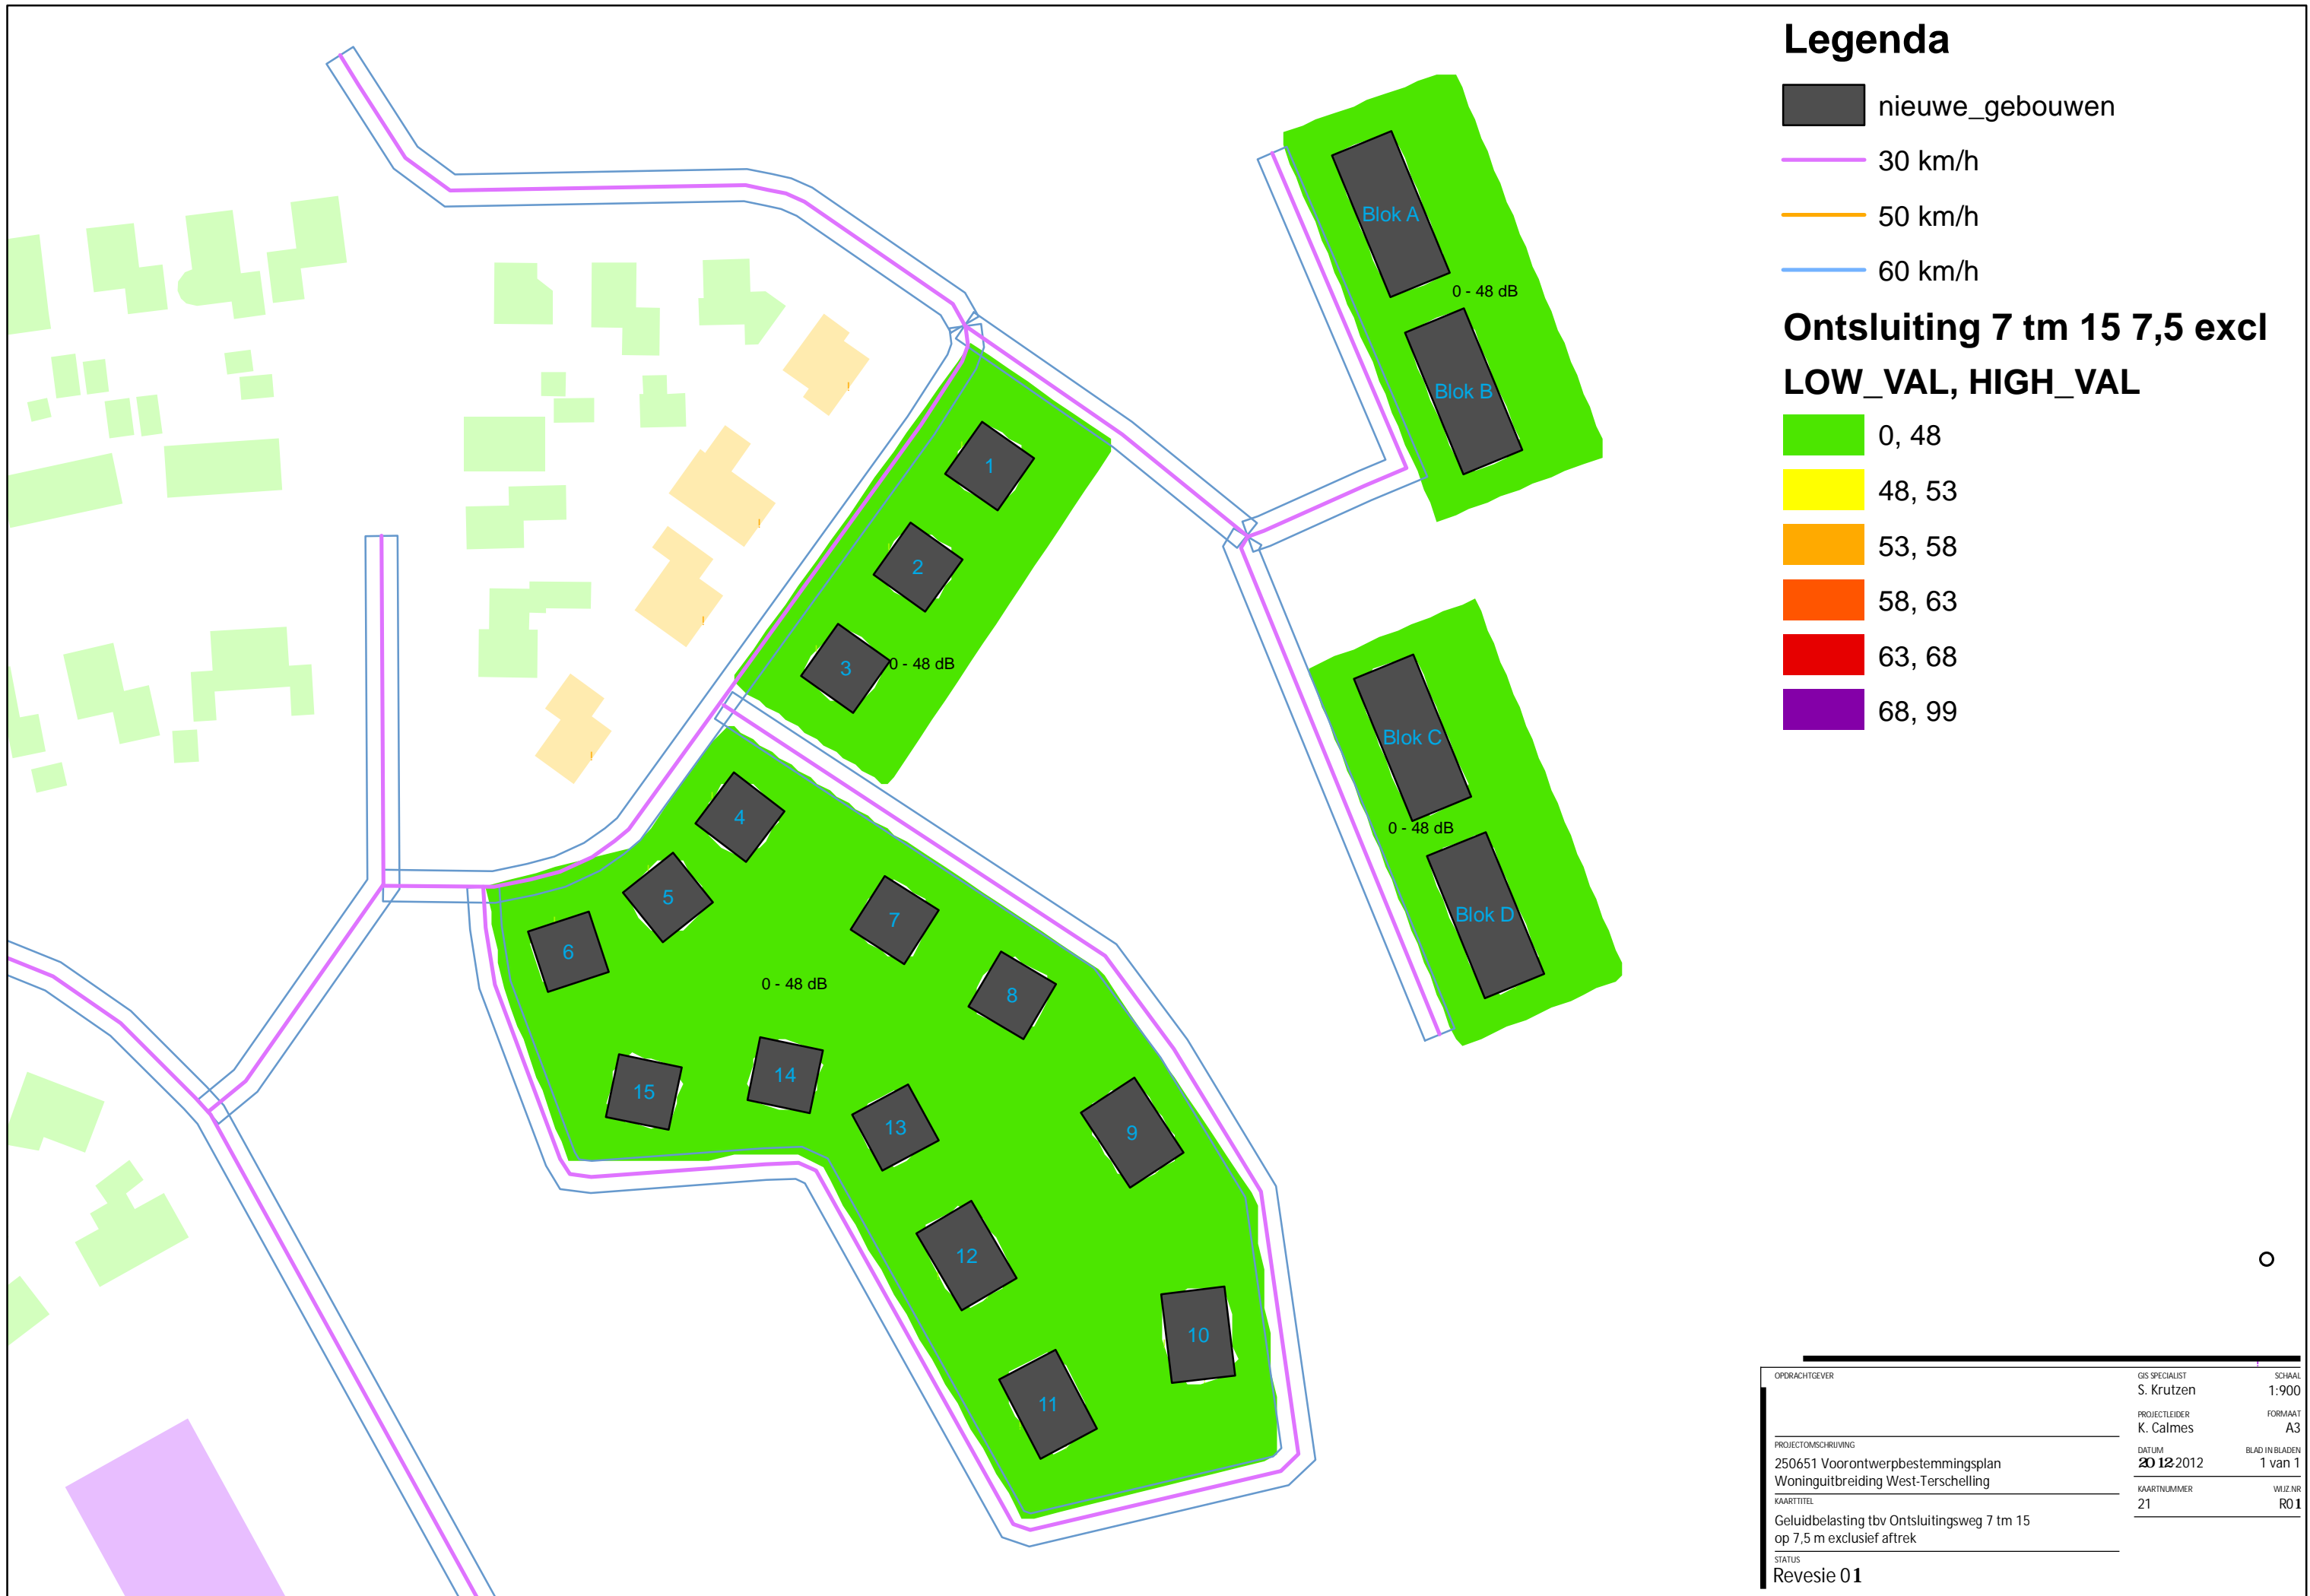 Legenda
nieuwe_gebouwen
30 km/h
50 km/h
60 km/h
Ontsluiting 7 tm 15 7,5 excl
LOW_VAL, HIGH_VAL
0, 48
48, 53
53, 58
58, 63
63, 68
68, 99
Blok A
0 - 48 dB
Blok B
1
2
3
0 - 48 dB
Blok C
0 - 48 dB
Blok D
4
5
6
7
8
0 - 48 dB
15
14
13
9
12
10
11
OPDRACHTGEVER
GIS SPECIALIST
SCHAAL
S. Krutzen
1:900
PROJECTLEIDER
FORMAAT
K. Calmes
A3
PROJECTOMSCHRIJVING
250651 Voorontwerpbestemmingsplan
Woninguitbreiding West-Terschelling
DATUM
BLAD IN BLADEN
20 12-2012
1 van 1
KAARTNUMMER
WIJZ.NR
21
R01
KAARTTITEL
Geluidbelasting tbv Ontsluitingsweg 7 tm 15
op 7,5 m exclusief aftrek
STATUS
Revesie 01